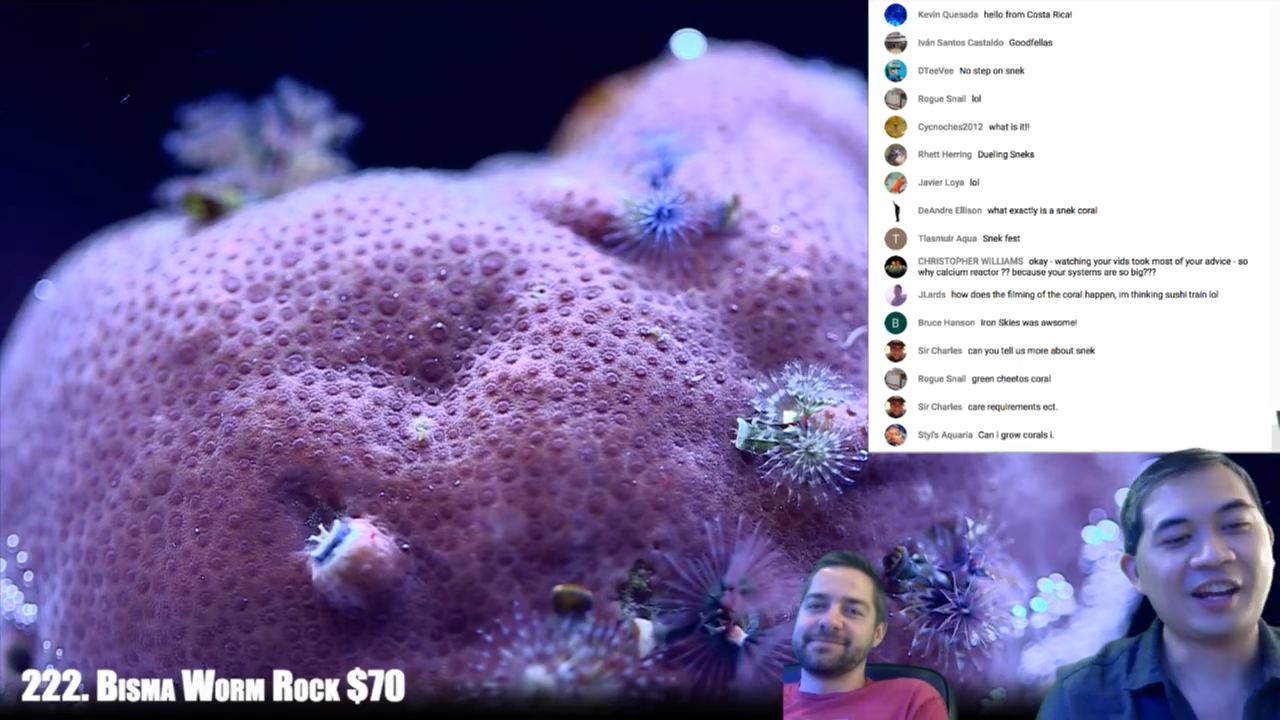 Kevin Quesada hello from Costa Rica!
Iván Santos Castaldo Goodfellas
DTeeVee No step on snek
Rogue Snail lol
Cycnoches2012 what is it!!
Rhett Herring Dueling Sneks
Javier Loya lol
DeAndre Ellison what exactly is a snek coral
T Tlasmuir Aqua Snek fest
CHRISTOPHER WILLIAMS okay - watching your vids took most of your advice - so
why calcium reactor ?? because your systems are so big???
JLards how does the filming of the coral happen, im thinking sushi train lol
B Bruce Hanson Iron Skies was awsome!
Sir Charles can you tell us more about snek
Rogue Snail green cheetos coral
Sir Charles care requirements ect.
Styl's Aquaria Can i grow corals i.
222. Bisma Worm Rock $70